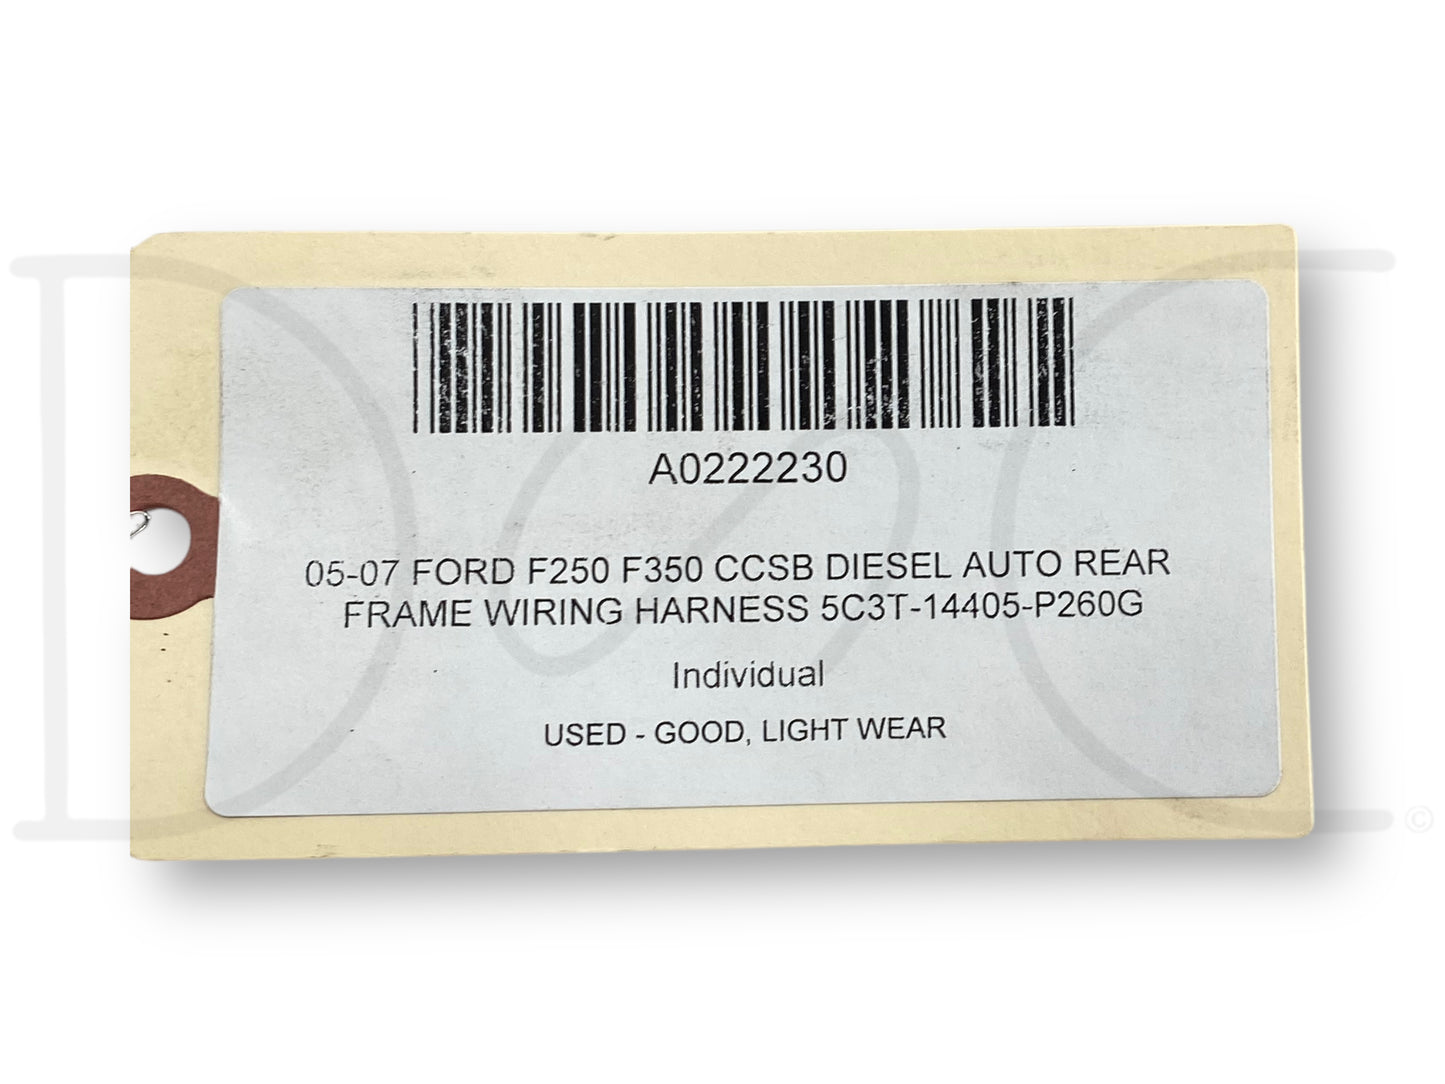 A0222230
05-07 FORD F250 F350 CCSB DIESEL AUTO REAR
FRAME WIRING HARNESS 5C3T-14405-P260G
Individual
USED - GOOD, LIGHT WEAR
©